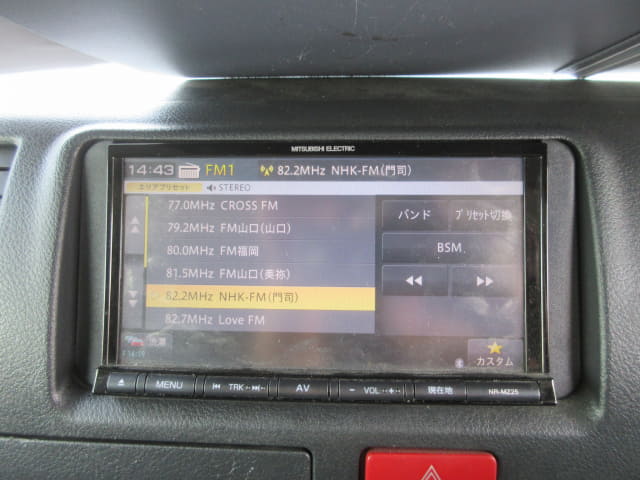 MITSUBISHI ELECTRIC
14:43 FM1 82.2MHz NHK-FM(門司)
エリアプリセット STEREO
77.0MHz CROSS FM
79.2MHz FM山口(山口)
80.0MHz FM福岡
81.5MHz FM山口(美祢)
82.2MHz NHK-FM(門司)
82.7MHz Love FM
バンド プリセット切換
BSM
カスタム
MENU TRK AV − VOL + 現在地 NR-MZ25